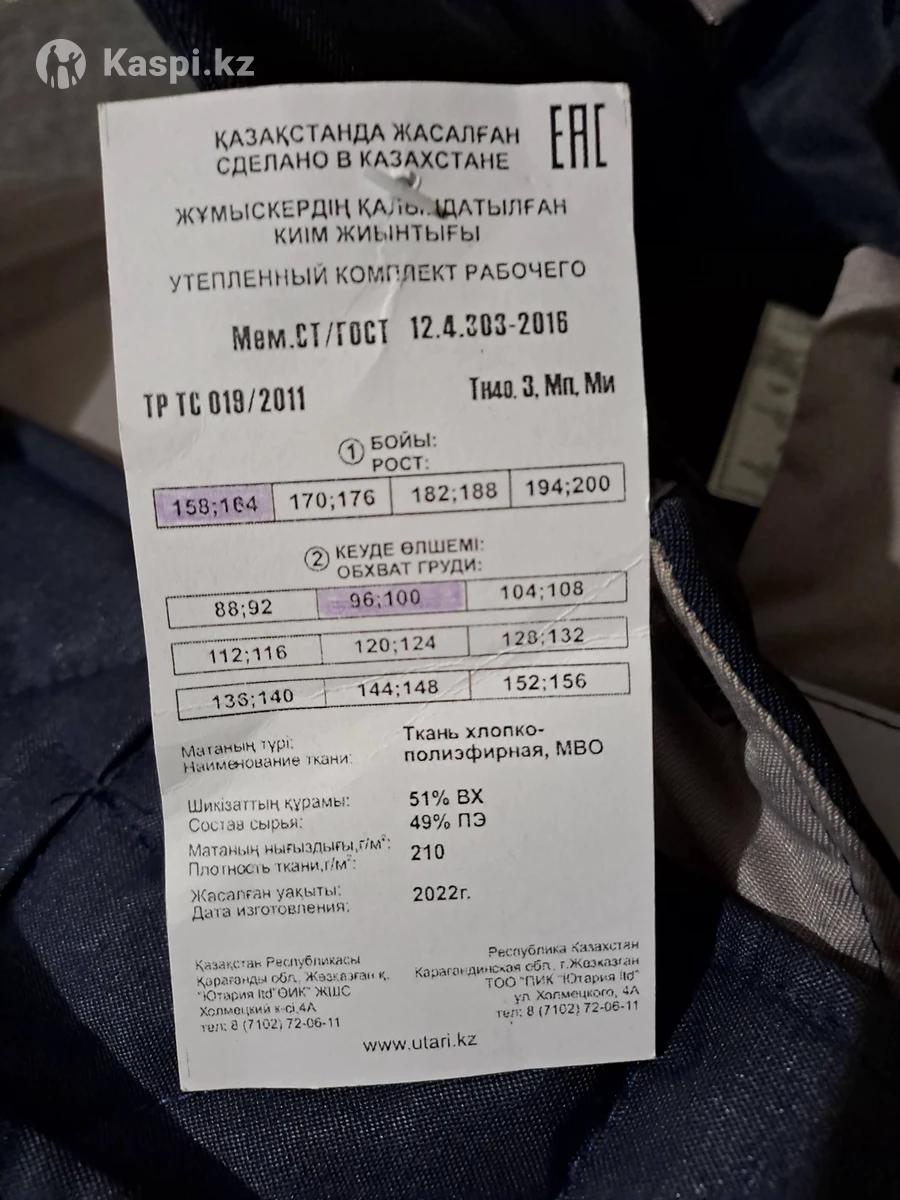 Kaspi.kz
ҚАЗАҚСТАНДА ЖАСАЛҒАН
СДЕЛАНО В КАЗАХСТАНЕ
EAC
ЖҰМЫСКЕРДІҢ
КИІМ ЖИЫНТЫҒЫ
УТЕПЛЕННЫЙ КОМПЛЕКТ РАБОЧЕГО
Мем.СТ/ГОСТ 12.4.303-2016
ТР ТС 019/2011
Тн40, З, Мп, Ми
1 БОЙЫ:
РОСТ:
158;164 170;176 182;188 194;200
2 КЕУДЕ ӨЛШЕМІ:
ОБХВАТ ГРУДИ:
88;92 96;100 104;108
112;116 120;124 128;132
136;140 144;148 152;156
Матаның түрі:
Наименование ткани:
Ткань хлопко-
полиэфирная, МВО
Шикізаттың құрамы:
Состав сырья:
51% ВХ
49% ПЭ
Матаның нығыздығы,г/м²:
Плотность ткани,г/м²:
210
Жасалған уақыты:
Дата изготовления:
2022г.
Қазақстан Республикасы
Қарағанды обл., Жезқазған қ.
"Ютария ltd" ӨИК" ЖШС
Холмецкий к-сі,4А
тел: 8 (7102) 72-06-11
Республика Казахстан
Карагандинская обл., г.Жезказган
ТОО "ПИК "Ютария ltd"
ул. Холмецкого, 4А
тел: 8 (7102) 72-06-11
www.utari.kz